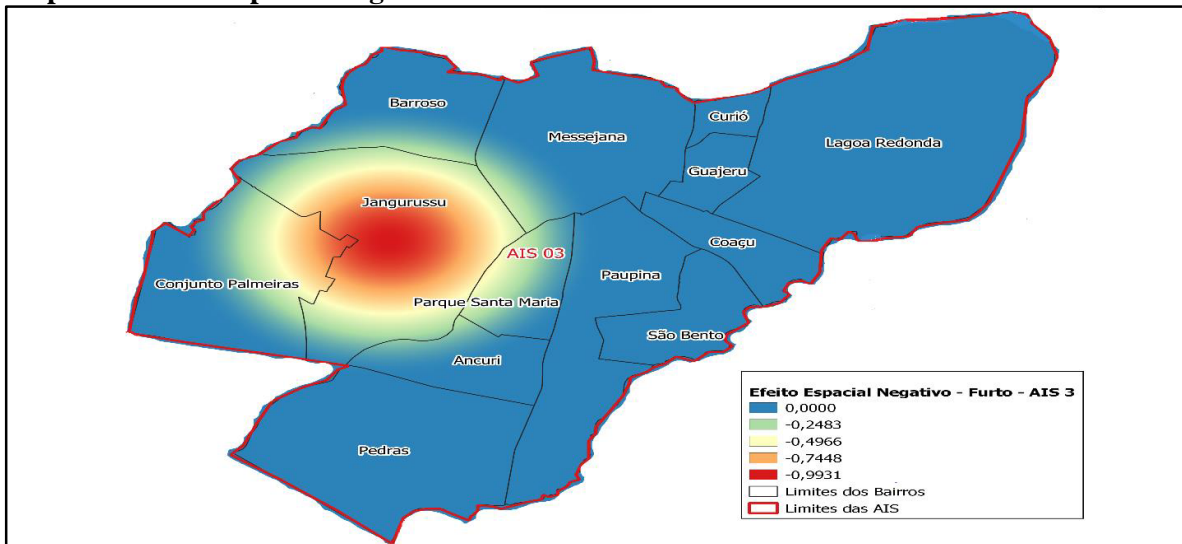 Barroso
Curió
Messejana
Lagoa Redonda
Guajeru
Jangurussu
Coaçu
AIS 03
Paupina
Conjunto Palmeiras
Parque Santa Maria
São Bento
Ancuri
Pedras
Efeito Espacial Negativo - Furto - AIS 3
0,0000
-0,2483
-0,4966
-0,7448
-0,9931
Limites dos Bairros
Limites das AIS